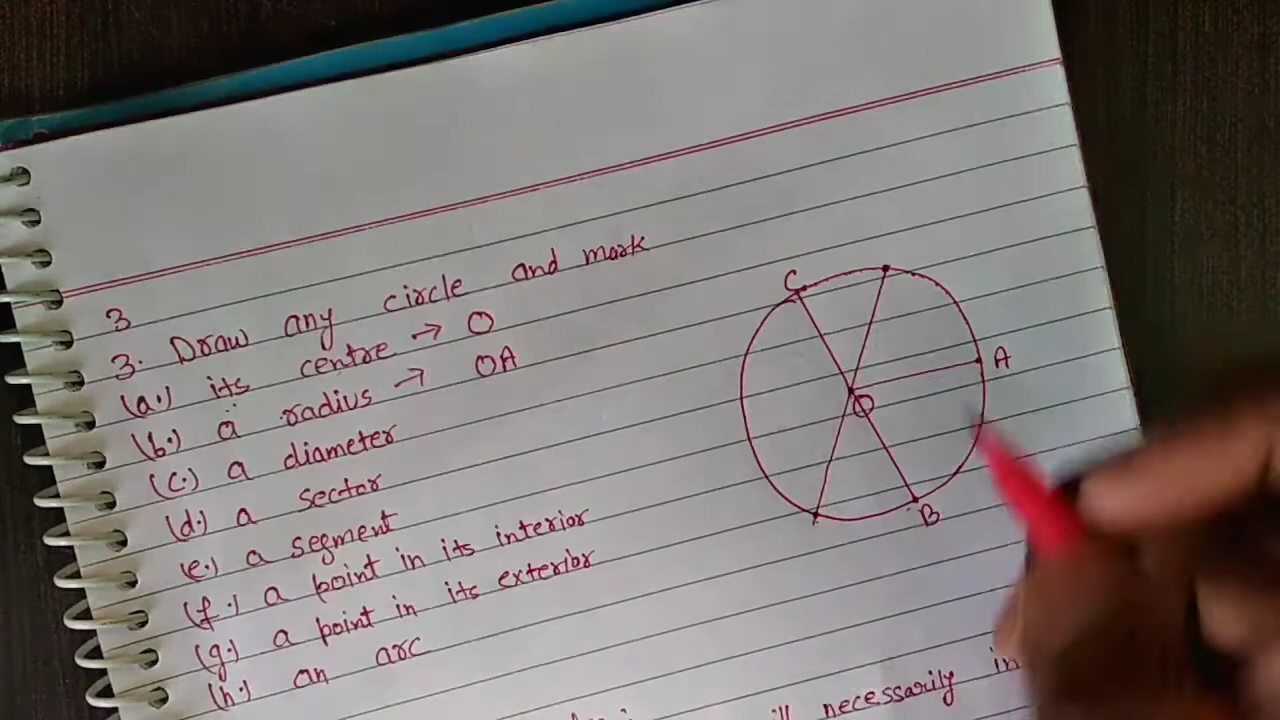 3
3. Draw any circle and mark
(a.) its centre → O
(b.) a radius → OA
(c.) a diameter
(d.) a sector
(e.) a segment
(f.) a point in its interior
(g.) a point in its exterior
(h.) an arc
C
A
O
B
necessarily in